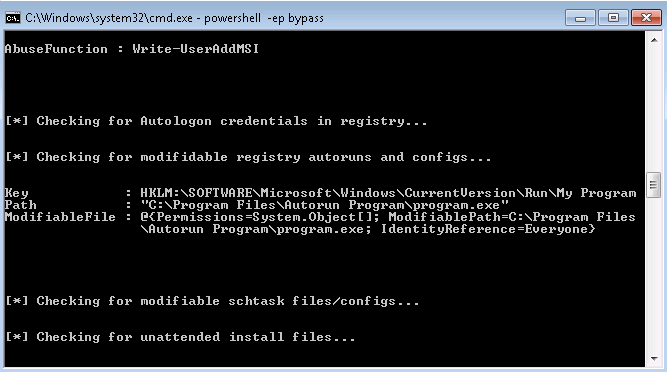 C:\Windows\system32\cmd.exe - powershell -ep bypass
AbuseFunction : Write-UserAddMSI
[*] Checking for Autologon credentials in registry...
[*] Checking for modifidable registry autoruns and configs...
Key : HKLM:\SOFTWARE\Microsoft\Windows\CurrentVersion\Run\My Program
Path : "C:\Program Files\Autorun Program\program.exe"
ModifiableFile : @{Permissions=System.Object[]; ModifiablePath=C:\Program Files
\Autorun Program\program.exe; IdentityReference=Everyone}
[*] Checking for modifiable schtask files/configs...
[*] Checking for unattended install files...